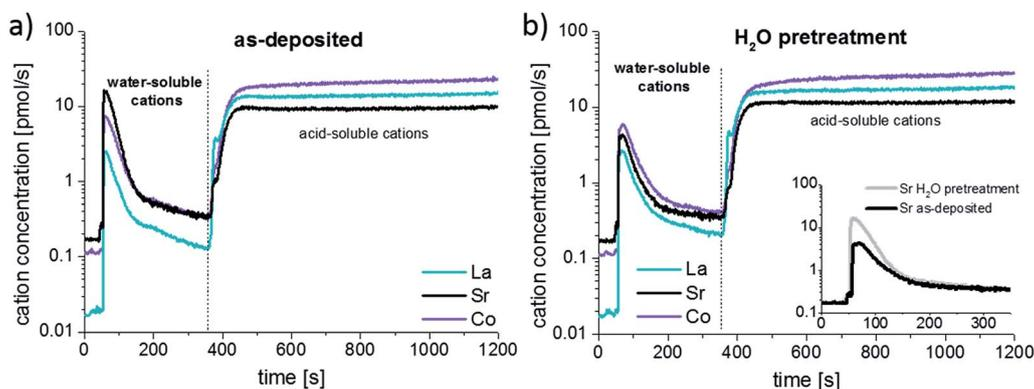 a)
as-deposited
water-soluble
cations
acid-soluble cations
La
Sr
Co
cation concentration [pmol/s]
100
10
1
0.1
0.01
0 200 400 600 800 1000 1200
time [s]
b)
H₂O pretreatment
water-soluble
cations
acid-soluble cations
La
Sr
Co
cation concentration [pmol/s]
100
10
1
0.1
0.01
0 200 400 600 800 1000 1200
time [s]
Sr H₂O pretreatment
Sr as-deposited
100
10
1
0.1
0 100 200 300